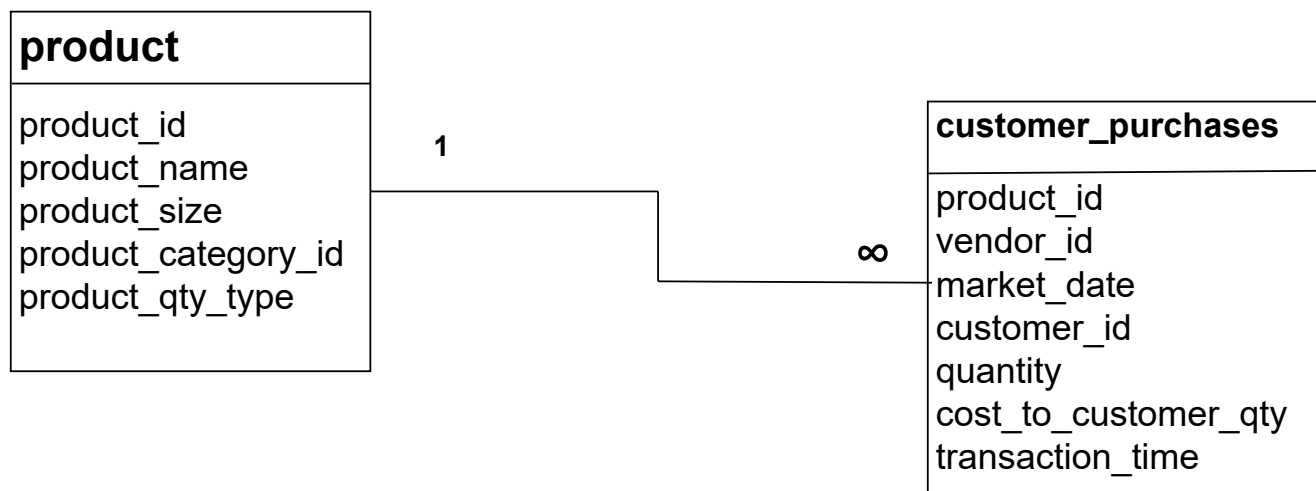 product
product_id
product_name
product_size
product_category_id
product_qty_type
1
∞
customer_purchases
product_id
vendor_id
market_date
customer_id
quantity
cost_to_customer_qty
transaction_time